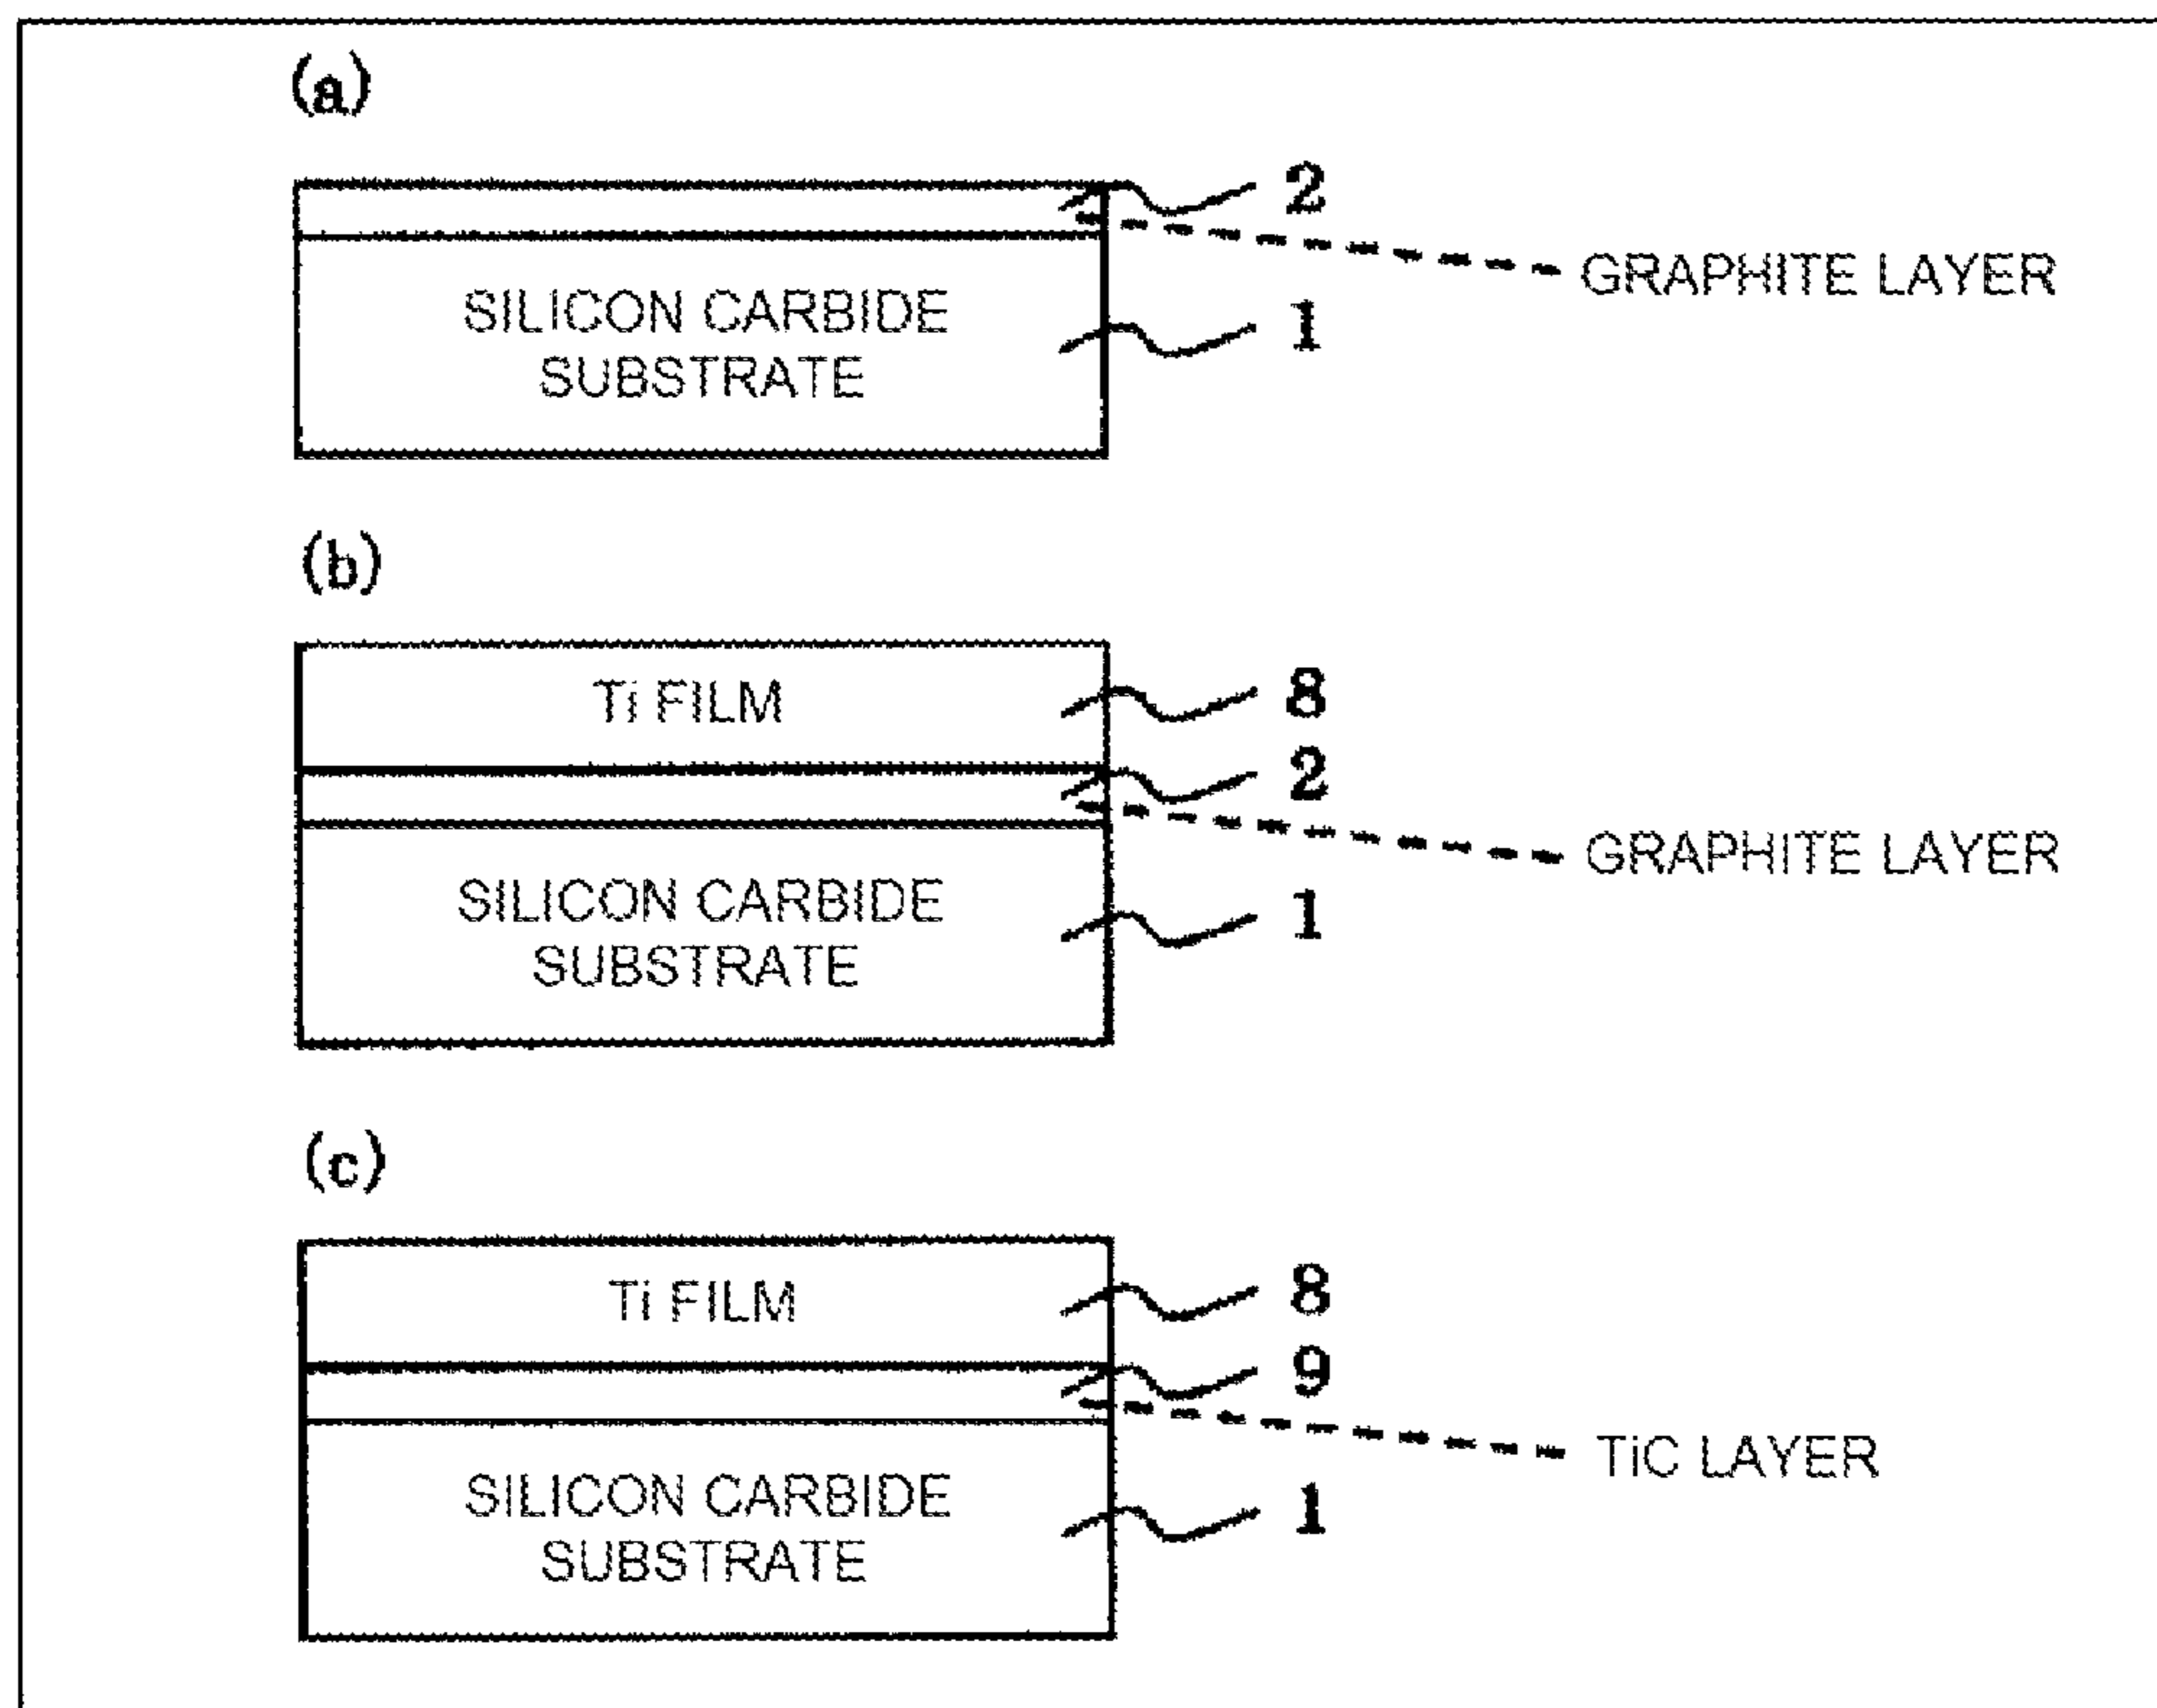 (a)
2
GRAPHITE LAYER
SILICON CARBIDE
SUBSTRATE
1
(b)
Ti FILM
8
2
GRAPHITE LAYER
SILICON CARBIDE
SUBSTRATE
1
(c)
Ti FILM
8
9
TiC LAYER
SILICON CARBIDE
SUBSTRATE
1